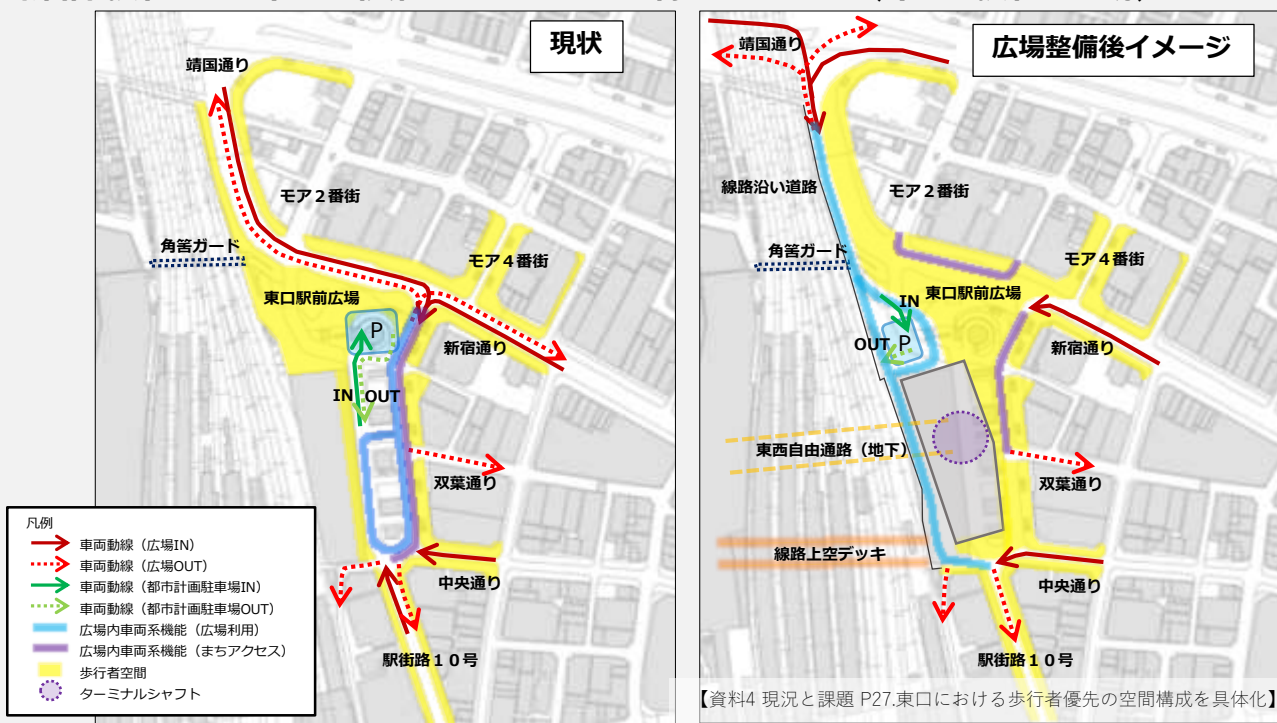 現状
靖国通り
モア２番街
角筈ガード
モア４番街
東口駅前広場
P
新宿通り
IN
OUT
双葉通り
中央通り
駅街路１０号
凡例
車両動線（広場IN）
車両動線（広場OUT）
車両動線（都市計画駐車場IN）
車両動線（都市計画駐車場OUT）
広場内車両系機能（広場利用）
広場内車両系機能（まちアクセス）
歩行者空間
ターミナルシャフト
広場整備後イメージ
靖国通り
線路沿い道路
モア２番街
角筈ガード
モア４番街
東口駅前広場
IN
OUT
P
新宿通り
東西自由通路（地下）
双葉通り
線路上空デッキ
中央通り
駅街路１０号
【資料4 現況と課題 P27.東口における歩行者優先の空間構成を具体化】